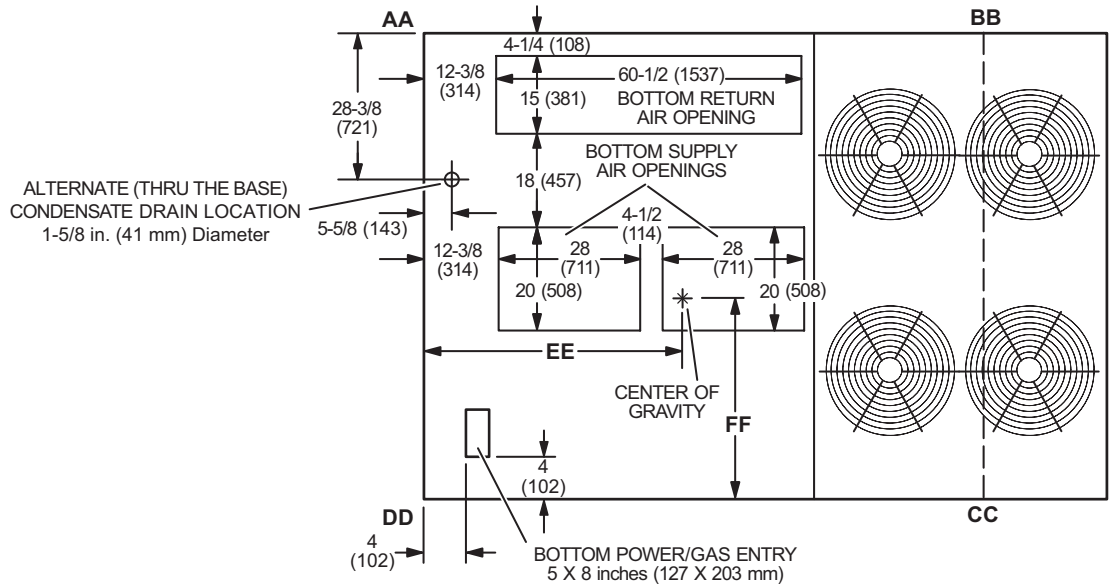 AA
BB
4-1/4 (108)
12-3/8
(314)
60-1/2 (1537)
28-3/8
(721)
15 (381)
BOTTOM RETURN
AIR OPENING
BOTTOM SUPPLY
AIR OPENINGS
18 (457)
ALTERNATE (THRU THE BASE)
CONDENSATE DRAIN LOCATION
1-5/8 in. (41 mm) Diameter
5-5/8 (143)
4-1/2
(114)
12-3/8
(314)
28
(711)
28
(711)
20 (508)
20 (508)
EE
CENTER OF
GRAVITY
FF
4
(102)
DD
CC
4
(102)
BOTTOM POWER/GAS ENTRY
5 X 8 inches (127 X 203 mm)